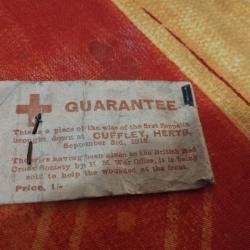 GUARANTEE
This is a piece of the wire of the first Zeppelin
brought down at CUFFLEY, HERTS,
September 3rd, 1916.
The wire having been given to the British Red
Cross Society by H. M. War Office, it is being
sold to help the wounded at the front.
Price, 1/-